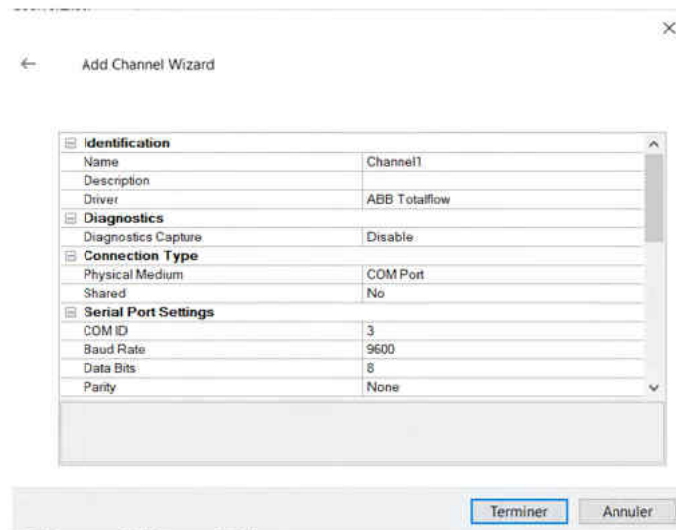 Add Channel Wizard
Identification
Name Channel1
Description
Driver ABB Totalflow
Diagnostics
Diagnostics Capture Disable
Connection Type
Physical Medium COM Port
Shared No
Serial Port Settings
COM ID 3
Baud Rate 9600
Data Bits 8
Parity None
Terminer Annuler